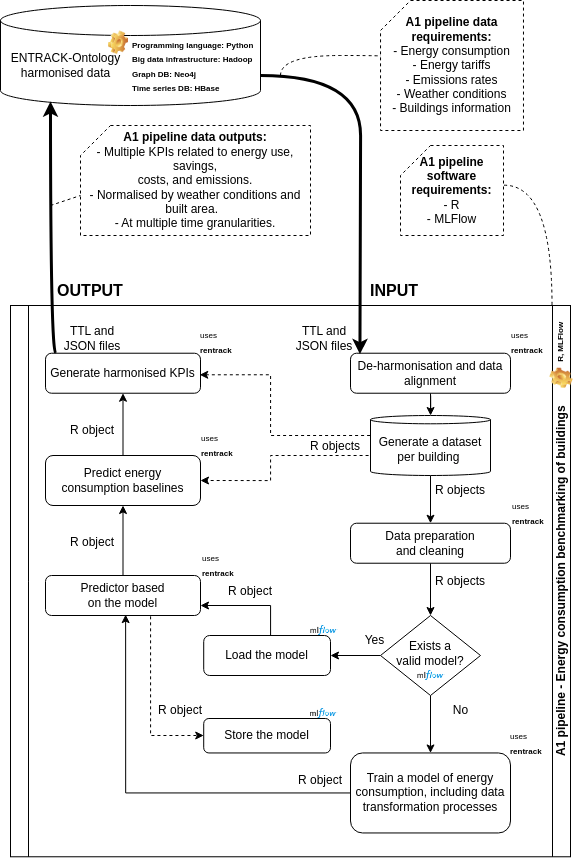 ENTRACK-Ontology
harmonised data
Programming language: Python
Big data infrastructure: Hadoop
Graph DB: Neo4j
Time series DB: HBase
A1 pipeline data
requirements:
- Energy consumption
- Energy tariffs
- Emissions rates
- Weather conditions
- Buildings information
A1 pipeline data outputs:
- Multiple KPIs related to energy use,
savings,
costs, and emissions.
- Normalised by weather conditions and
built area.
- At multiple time granularities.
A1 pipeline
software
requirements:
- R
- MLFlow
OUTPUT
INPUT
TTL and
JSON files
uses
rentrack
TTL and
JSON files
uses
rentrack
Generate harmonised KPIs
De-harmonisation and data
alignment
R object
R objects
Generate a dataset
per building
uses
rentrack
Predict energy
consumption baselines
R objects
uses
rentrack
Data preparation
and cleaning
R object
uses
rentrack
R objects
Predictor based
on the model
R object
mlflow
Load the model
Yes
Exists a
valid model?
mlflow
No
R object
mlflow
Store the model
uses
rentrack
R object
Train a model of energy
consumption, including data
transformation processes
R, MLFlow
A1 pipeline - Energy consumption benchmarking of buildings